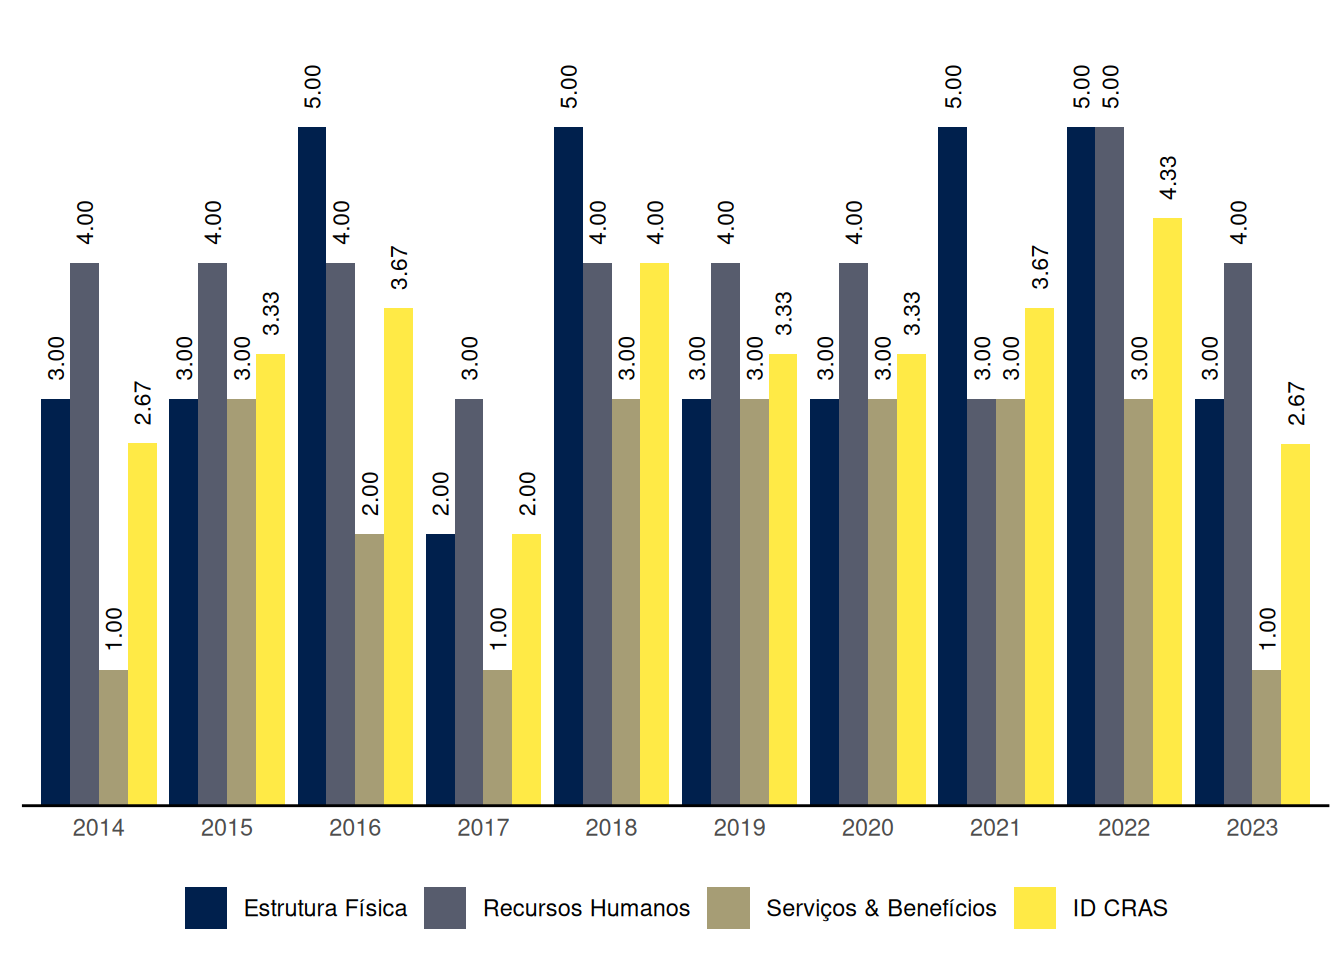 5.00 5.00 5.00 5.00 5.00
4.33
4.00 4.00 4.00 4.00 4.00 4.00 4.00 4.00
3.67 3.67
3.33 3.33 3.33
3.00 3.00 3.00 3.00 3.00 3.00 3.00 3.00 3.00 3.00 3.00 3.00 3.00
2.67 2.67
2.00 2.00 2.00
1.00 1.00 1.00
2014 2015 2016 2017 2018 2019 2020 2021 2022 2023
Estrutura Física Recursos Humanos Serviços & Benefícios ID CRAS